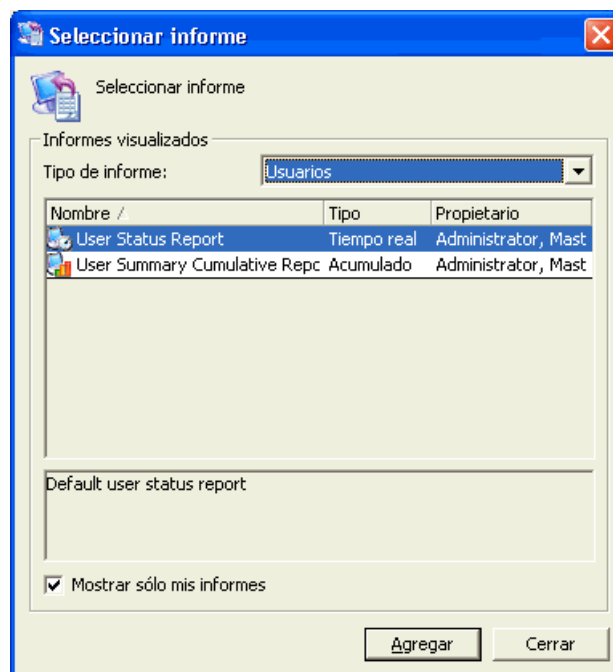 Seleccionar informe
Seleccionar informe
Informes visualizados
Tipo de informe: Usuarios
Nombre Tipo Propietario
User Status Report Tiempo real Administrator, Mast
User Summary Cumulative Repo Acumulado Administrator, Mast
Default user status report
Mostrar sólo mis informes
Agregar Cerrar